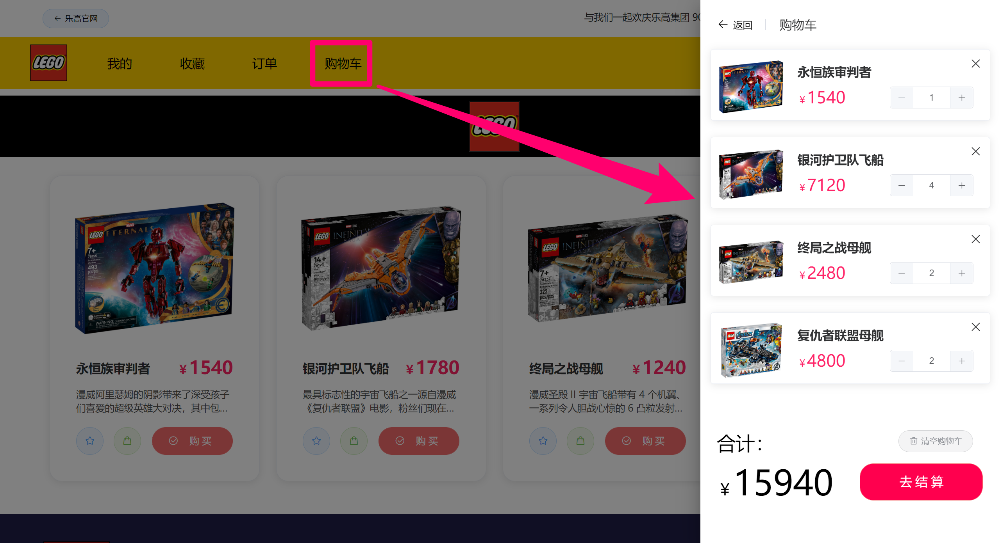 乐高官网
与我们一起欢庆乐高集团 90
LEGO
我的
收藏
订单
购物车
LEGO
LEGO
MARVEL
ETERNALS
7+
76155
493
pcs/pzs
WARNING: CHOKING HAZARD.
永恒族审判者
¥1540
漫威阿里瑟姆的阴影带来了深受孩子
们喜爱的超级英雄大对决，其中包...
购买
LEGO
INFINITY
SAGA
14+
76193
The
Guardians'
Ship
1901pcs/pzs
银河护卫队飞船
¥1780
最具标志性的宇宙飞船之一源自漫威
《复仇者联盟》电影，粉丝们现在...
购买
LEGO
INFINITY
SAGA
7+
76237
322
pcs/pzs
终局之战母舰
¥1240
漫威圣殿 II 宇宙飞船带有 4 个机翼、
一系列令人胆战心惊的 6 凸粒发射...
购买
返回
购物车
永恒族审判者
¥1540
1
银河护卫队飞船
¥7120
4
终局之战母舰
¥2480
2
复仇者联盟母舰
¥4800
2
合计：
清空购物车
¥15940
去结算